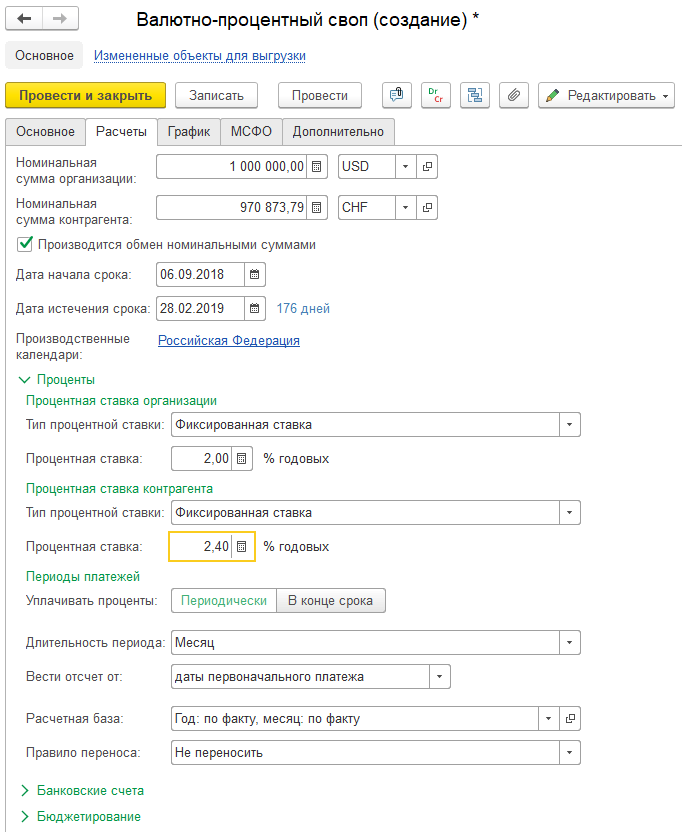 Валютно-процентный своп (создание) *
Основное Измененные объекты для выгрузки
Провести и закрыть Записать Провести Dr Cr Редактировать
Основное Расчеты График МСФО Дополнительно
Номинальная
сумма организации: 1 000 000,00 USD
Номинальная
сумма контрагента: 970 873,79 CHF
Производится обмен номинальными суммами
Дата начала срока: 06.09.2018
Дата истечения срока: 28.02.2019 176 дней
Производственные
календари: Российская Федерация
Проценты
Процентная ставка организации
Тип процентной ставки: Фиксированная ставка
Процентная ставка: 2,00 % годовых
Процентная ставка контрагента
Тип процентной ставки: Фиксированная ставка
Процентная ставка: 2,40 % годовых
Периоды платежей
Уплачивать проценты: Периодически В конце срока
Длительность периода: Месяц
Вести отсчет от: даты первоначального платежа
Расчетная база: Год: по факту, месяц: по факту
Правило переноса: Не переносить
Банковские счета
Бюджетирование